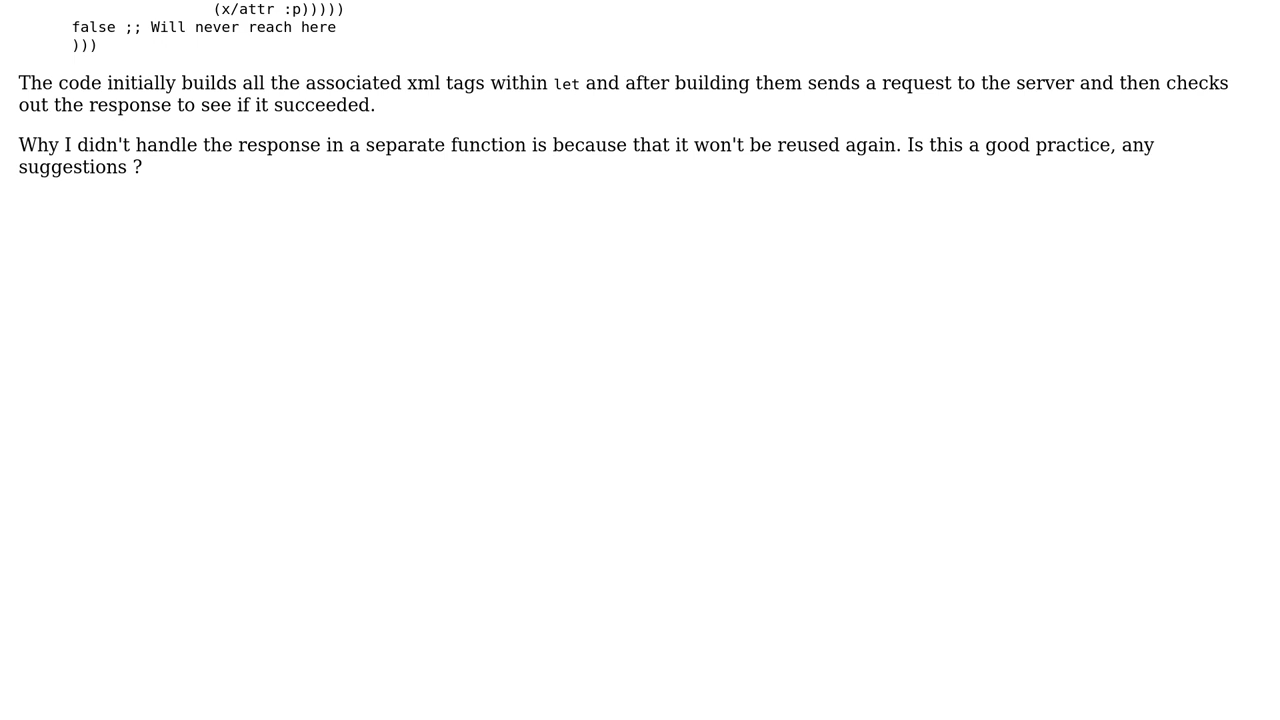 (x/attr :p)))))
false ;; Will never reach here
)))
The code initially builds all the associated xml tags within let and after building them sends a request to the server and then checks
out the response to see if it succeeded.
Why I didn't handle the response in a separate function is because that it won't be reused again. Is this a good practice, any
suggestions ?